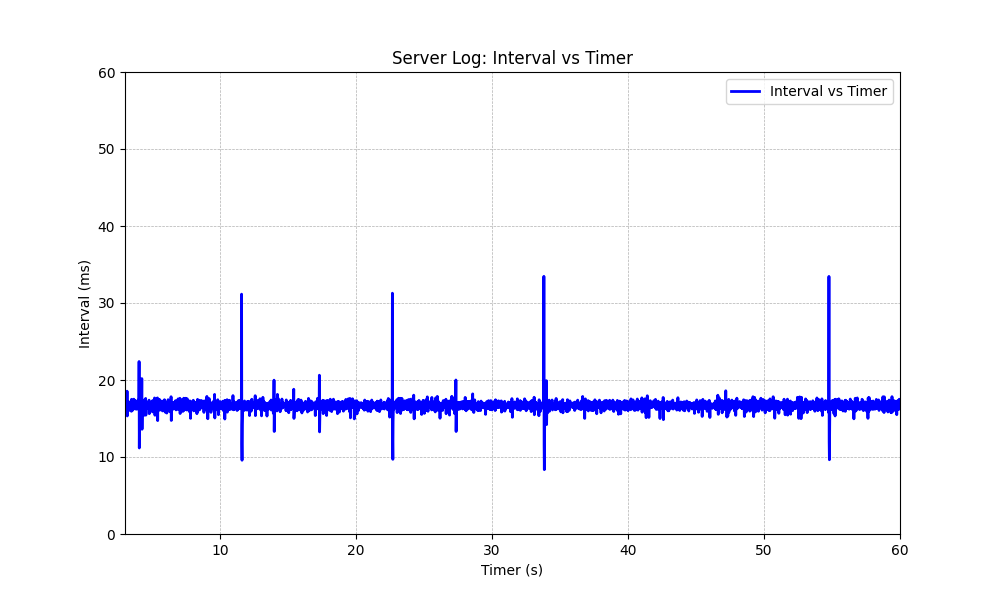 Server Log: Interval vs Timer
Interval vs Timer
Interval (ms)
60
50
40
30
20
10
0
10 20 30 40 50 60
Timer (s)